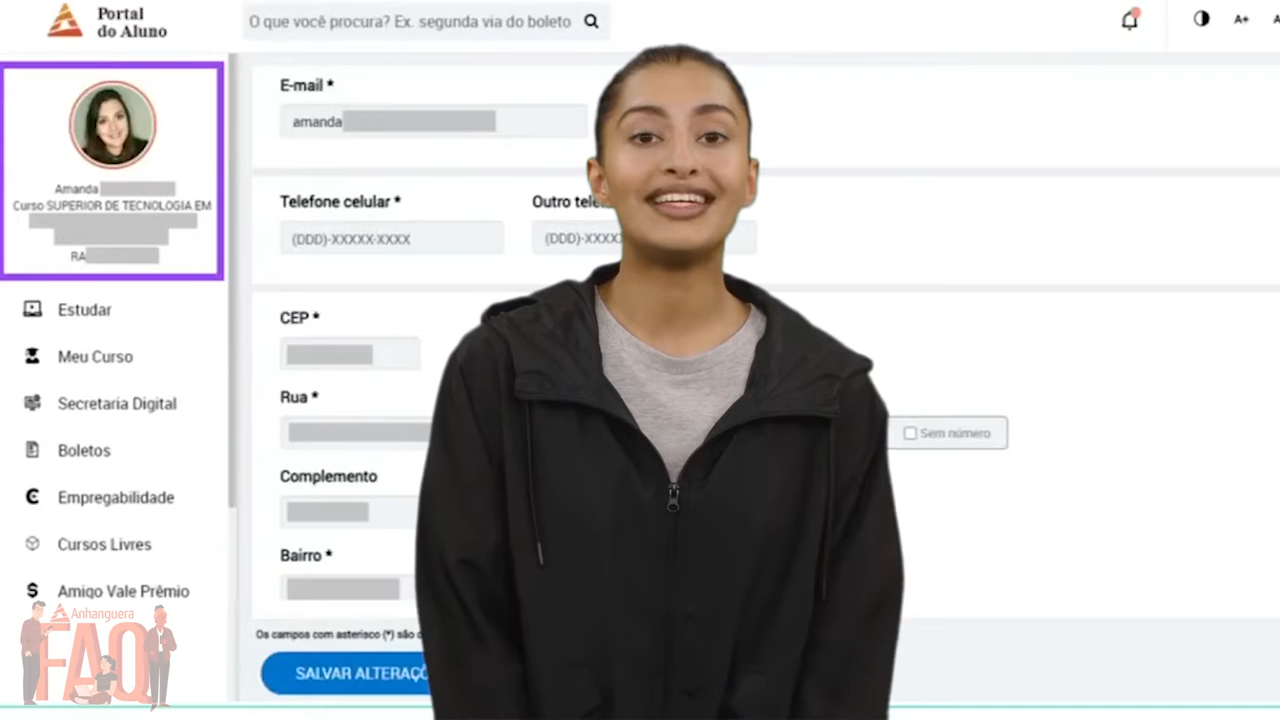 Portal
do Aluno
O que você procura? Ex. segunda via do boleto
A+
E-mail *
amanda
Amanda
Curso SUPERIOR DE TECNOLOGIA EM
RA
Telefone celular *
Outro
(DDD)-XXXXX-XXXX
(DDD)-XXXX
Estudar
CEP *
Meu Curso
Rua *
Secretaria Digital
Sem número
Boletos
Complemento
Empregabilidade
Cursos Livres
Bairro *
Amigo Vale Prêmio
Anhanguera
FAQ
Os campos com asterisco (*) são
SALVAR